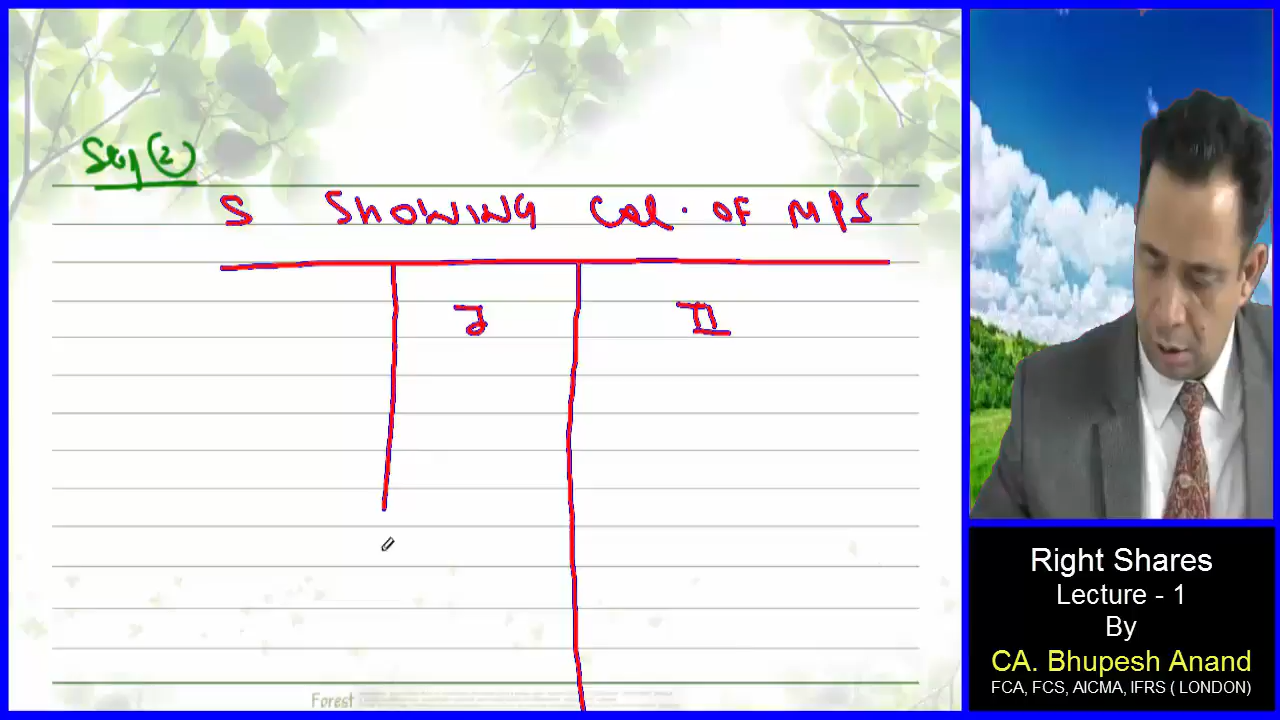 (2)
S SHOWING Cal. OF MPS
I II
Forest
Right Shares
Lecture - 1
By
CA. Bhupesh Anand
FCA, FCS, AICMA, IFRS ( LONDON)